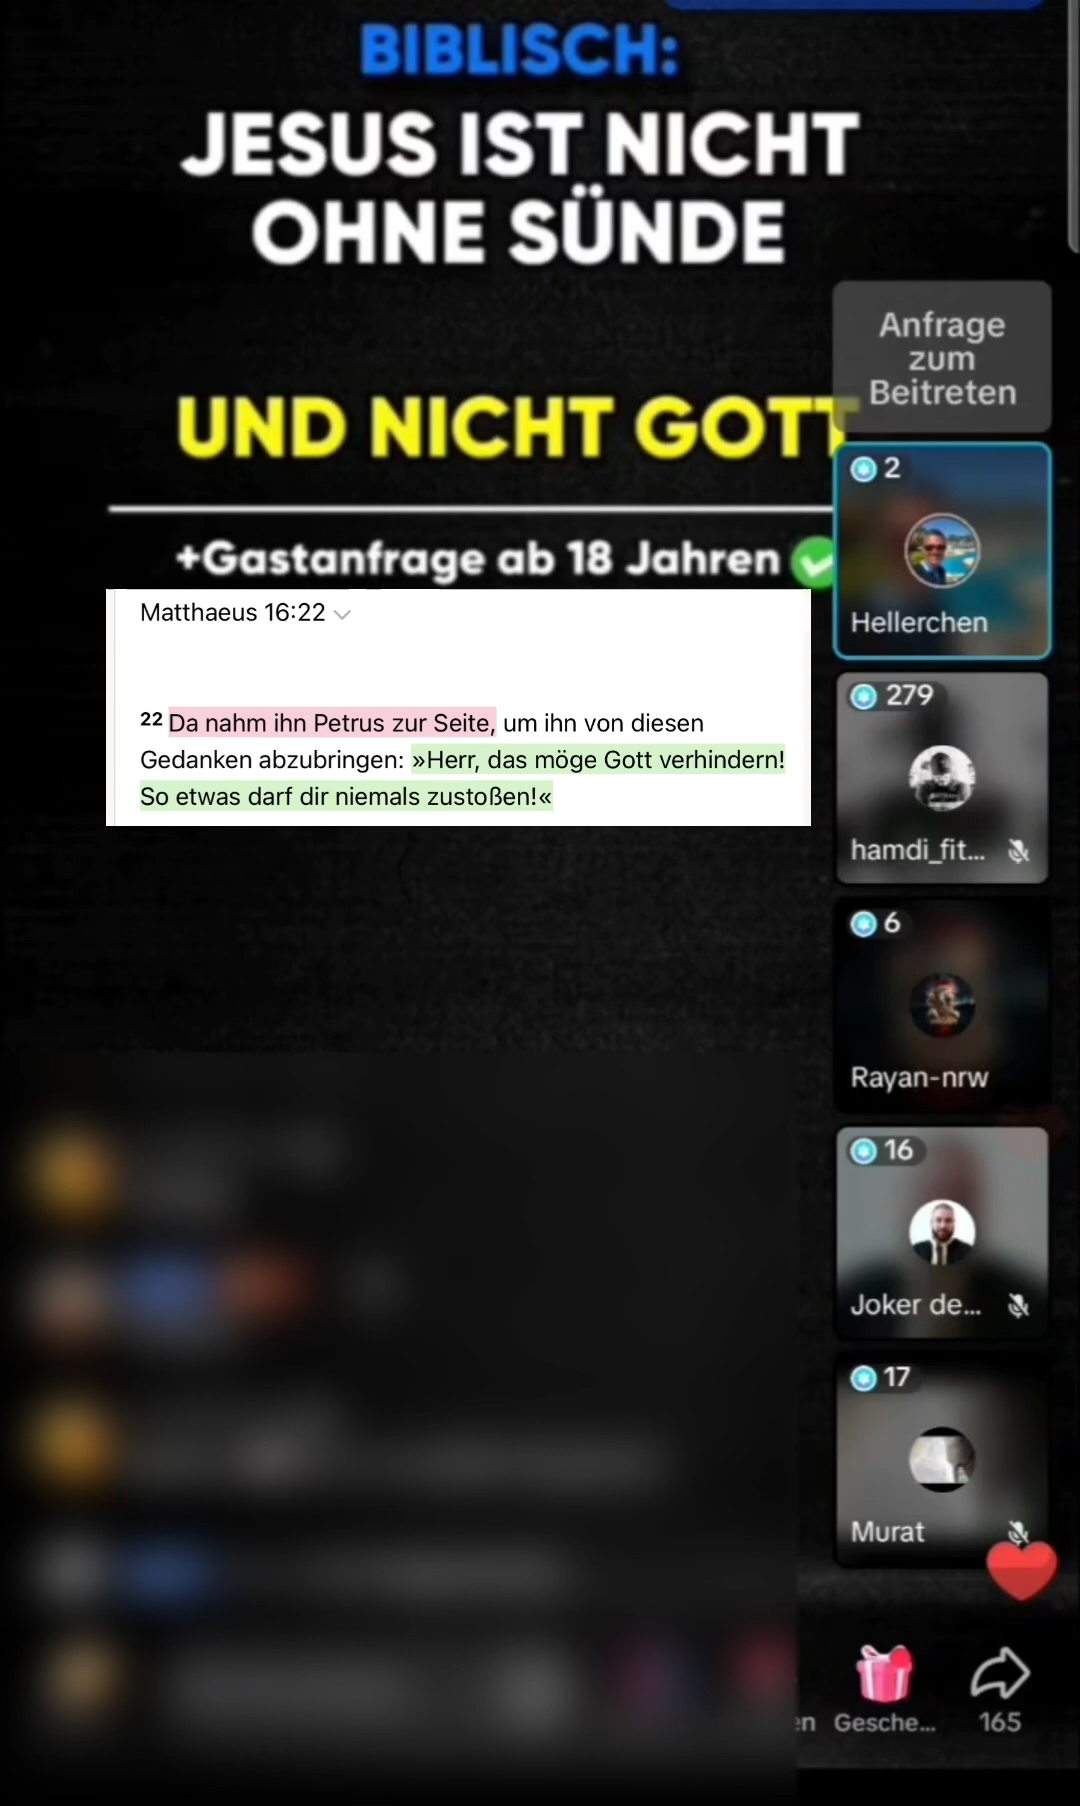 BIBLISCH:
JESUS IST NICHT
OHNE SÜNDE
UND NICHT GOTT
+Gastanfrage ab 18 Jahren
Matthaeus 16:22
22 Da nahm ihn Petrus zur Seite, um ihn von diesen
Gedanken abzubringen: »Herr, das möge Gott verhindern!
So etwas darf dir niemals zustoßen!«
Anfrage
zum
Beitreten
2
Hellerchen
279
hamdi_fit...
6
Rayan-nrw
16
Joker de...
17
Murat
en
Gesche...
165